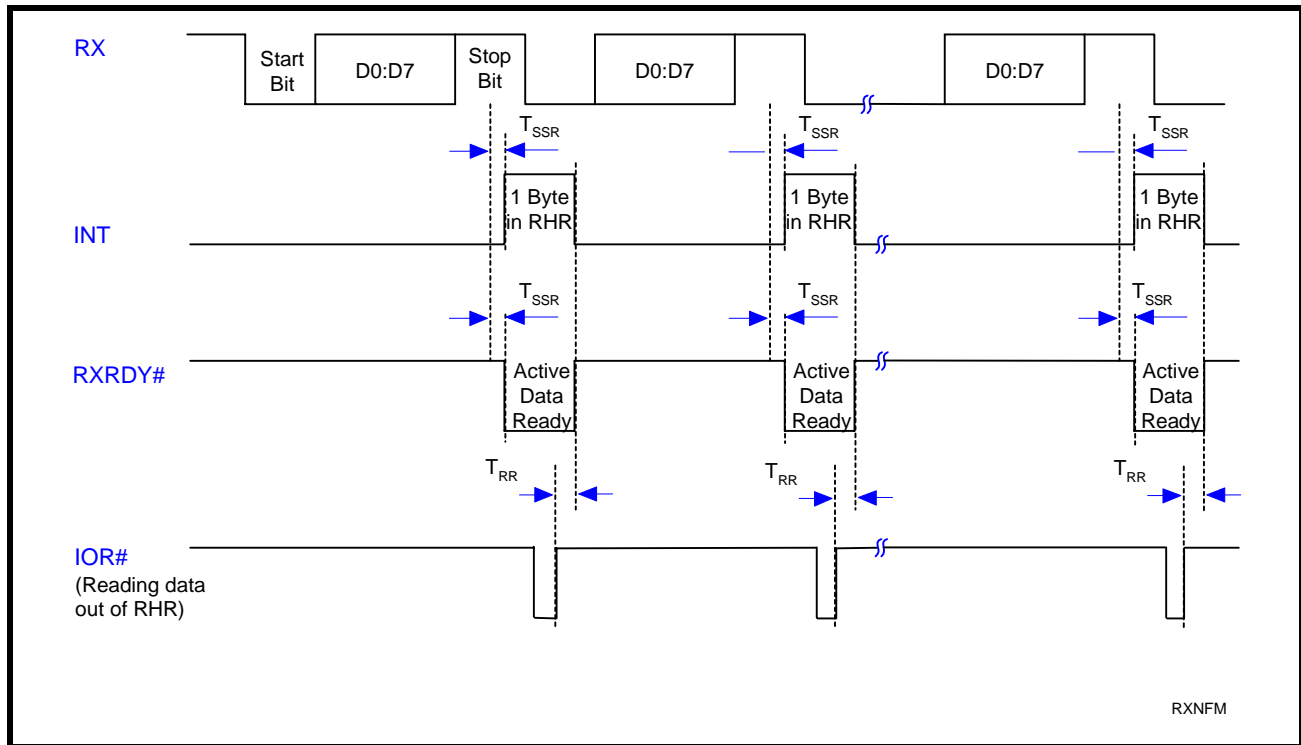 RX
Start
Bit
D0:D7
Stop
Bit
D0:D7
D0:D7
TSSR
TSSR
TSSR
INT
1 Byte
in RHR
1 Byte
in RHR
1 Byte
in RHR
TSSR
TSSR
TSSR
RXRDY#
Active
Data
Ready
Active
Data
Ready
Active
Data
Ready
TRR
TRR
TRR
IOR#
(Reading data
out of RHR)
RXNFM